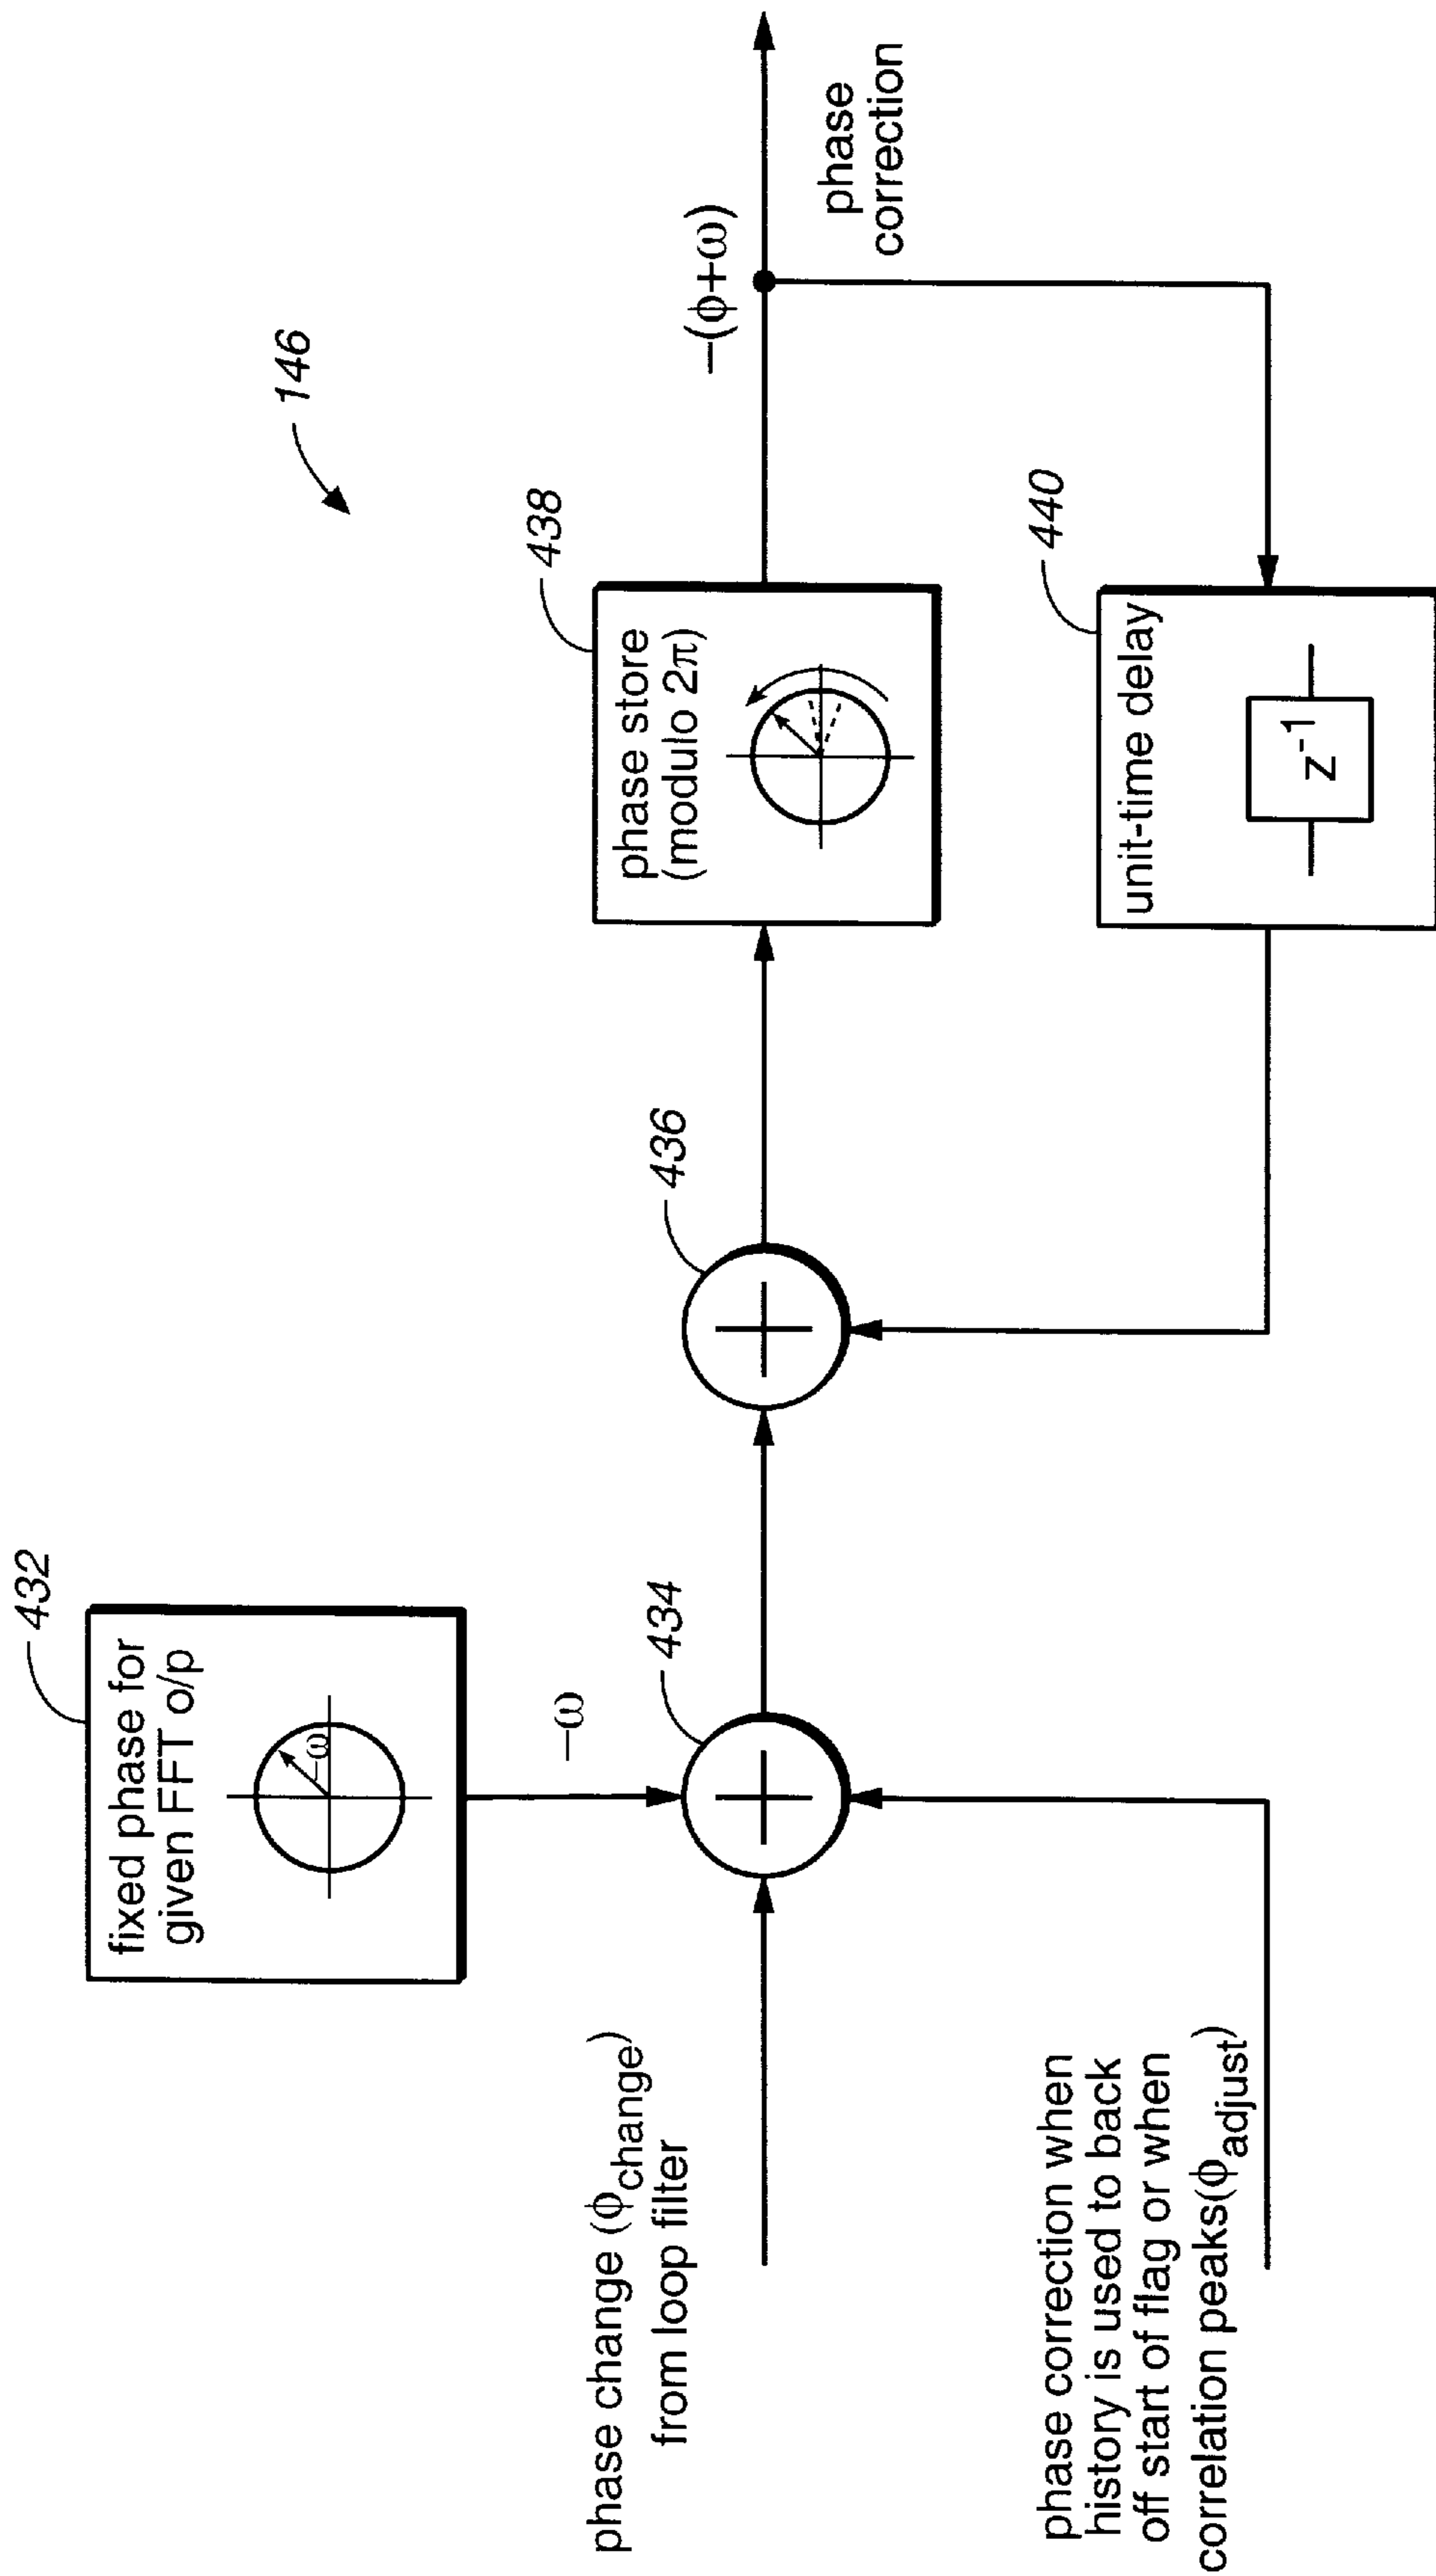 146
432
fixed phase for
given FFT o/p
−ω
−ω
434
phase change (ϕchange)
from loop filter
phase correction when
history is used to back
off start of flag or when
correlation peaks(ϕadjust)
436
438
phase store
(modulo 2π)
−(ϕ+ω)
phase
correction
440
unit-time delay
z-1